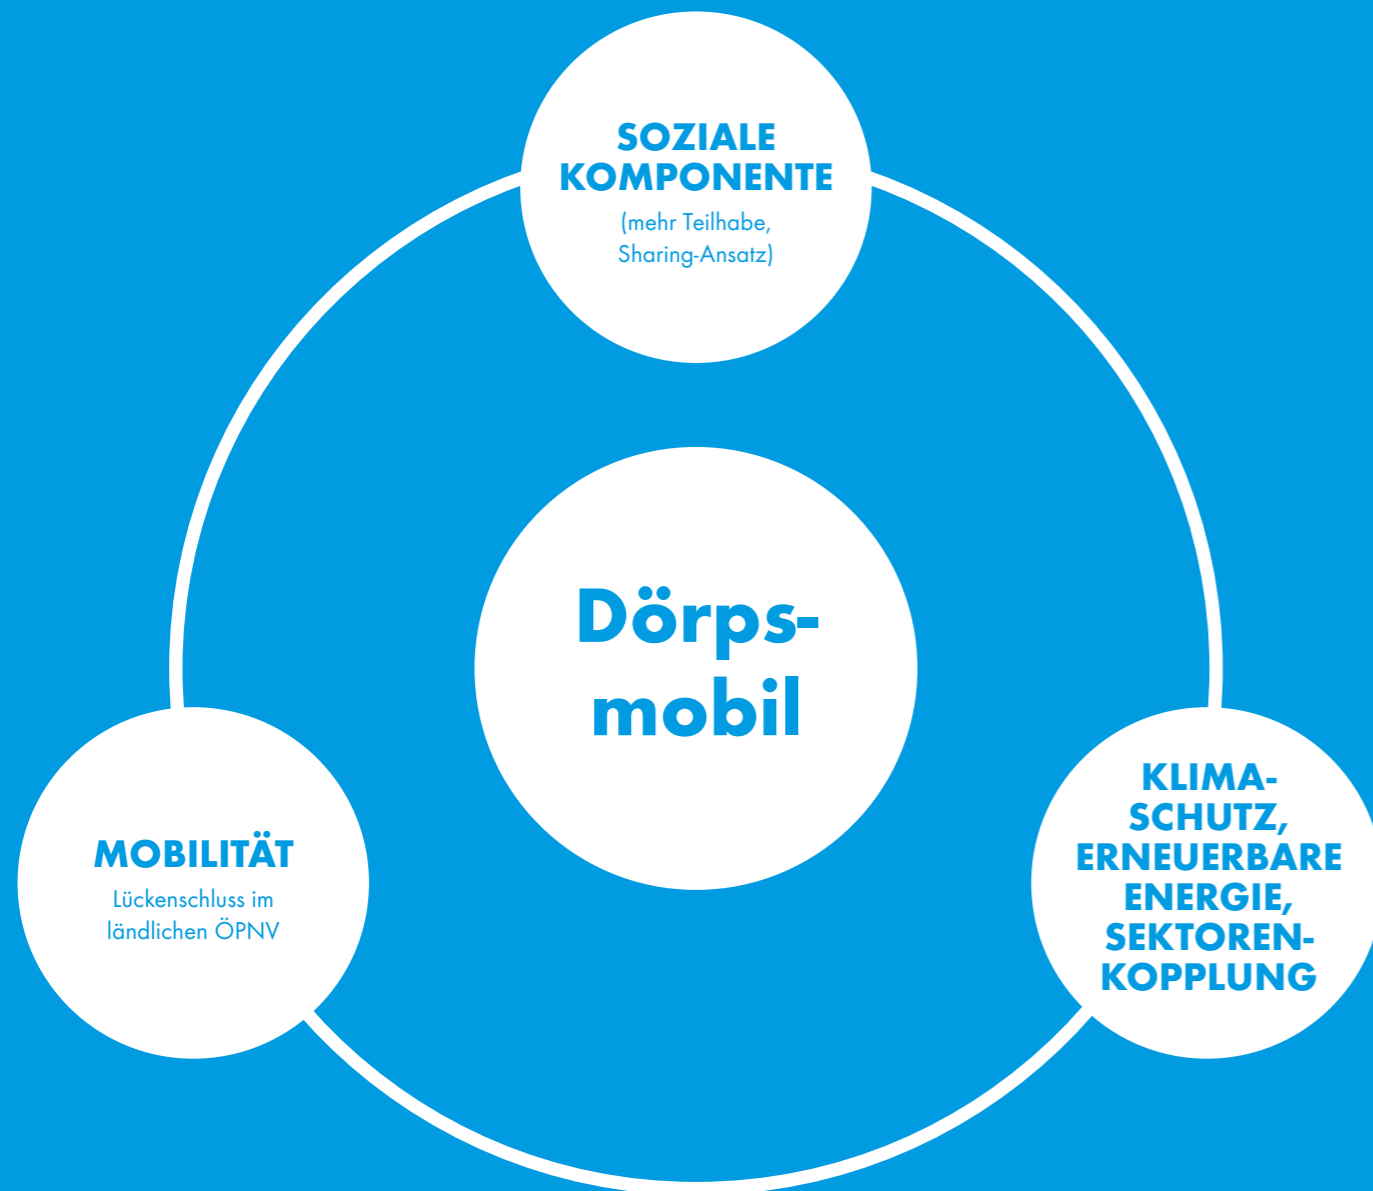 SOZIALE
KOMPONENTE
(mehr Teilhabe,
Sharing-Ansatz)
Dörps-
mobil
MOBILITÄT
Lückenschluss im
ländlichen ÖPNV
KLIMA-
SCHUTZ,
ERNEUERBARE
ENERGIE,
SEKTOREN-
KOPPLUNG